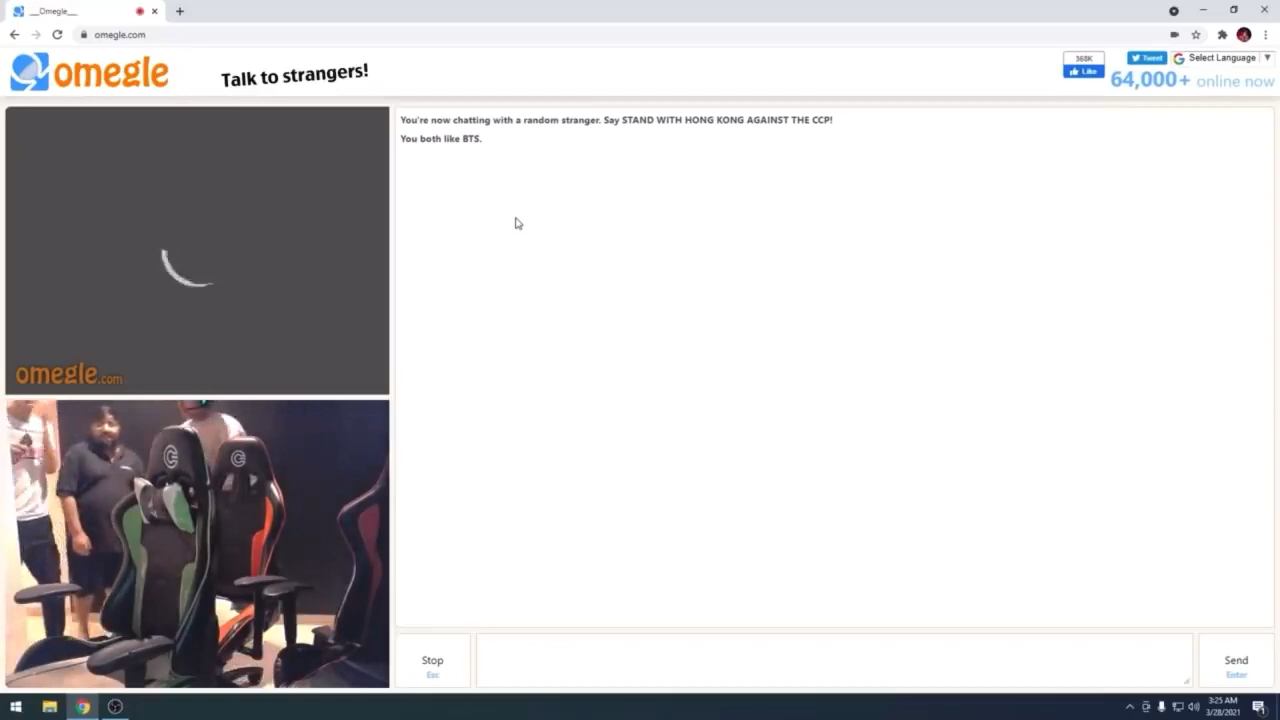 __Omegle__
omegle.com
omegle
Talk to strangers!
368K
Like
Tweet
Select Language
64,000+ online now
You're now chatting with a random stranger. Say STAND WITH HONG KONG AGAINST THE CCP!
You both like BTS.
omegle.com
Stop
Esc
Send
Enter
3:25 AM
3/28/2021